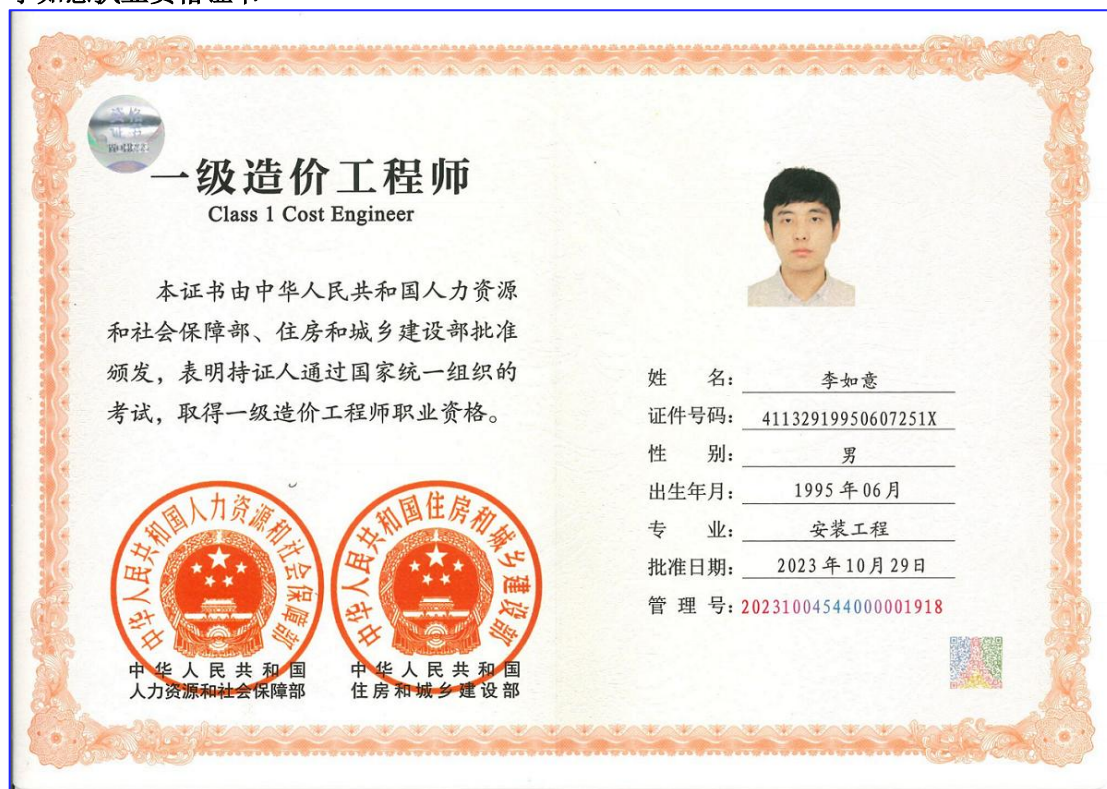 一级造价工程师
Class 1 Cost Engineer
本证书由中华人民共和国人力资源
和社会保障部、住房和城乡建设部批准
颁发，表明持证人通过国家统一组织的
考试，取得一级造价工程师职业资格。
中华人民共和国人力资源和社会保障部
中华人民共和国住房和城乡建设部
中华人民共和国
人力资源和社会保障部
中华人民共和国
住房和城乡建设部
姓 名：李如意
证件号码：41132919950607251X
性 别：男
出生年月：1995年06月
专 业：安装工程
批准日期：2023年10月29日
管 理 号：20231004544000001918